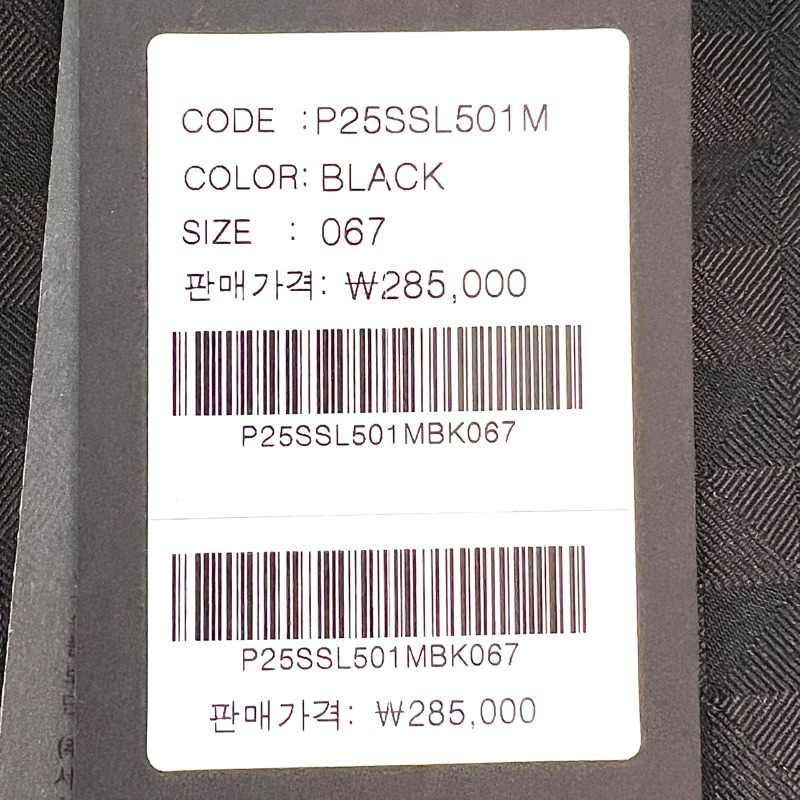 CODE :P25SSL501M
COLOR: BLACK
SIZE : 067
판매가격: ₩285,000
P25SSL501MBK067
P25SSL501MBK067
판매가격: ₩285,000